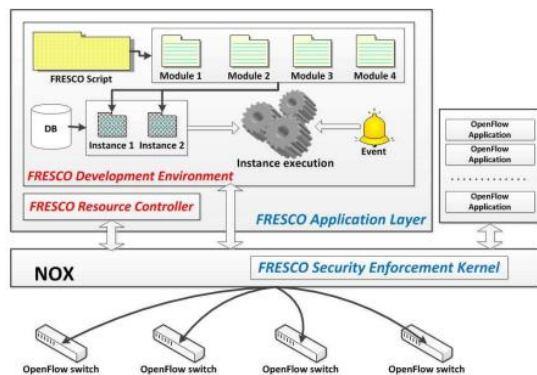 FRESCO Script
Module 1
Module 2
Module 3
Module 4
DB
Instance 1
Instance 2
Instance execution
Event
FRESCO Development Environment
FRESCO Resource Controller
FRESCO Application Layer
OpenFlow
Application
OpenFlow
Application
. . . . . . . . . . . .
OpenFlow
Application
NOX
FRESCO Security Enforcement Kernel
OpenFlow switch
OpenFlow switch
OpenFlow switch
OpenFlow switch